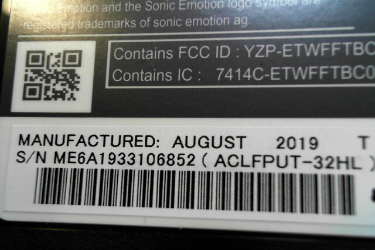 Emotion and the Sonic Emotion logo symbol are
registered trademarks of sonic emotion ag.
Contains FCC ID : YZP-ETWFFTBC
Contains IC : 7414C-ETWFFTBC0
MANUFACTURED: AUGUST 2019 T
S/N ME6A1933106852 ( ACLFPUT-32HL )